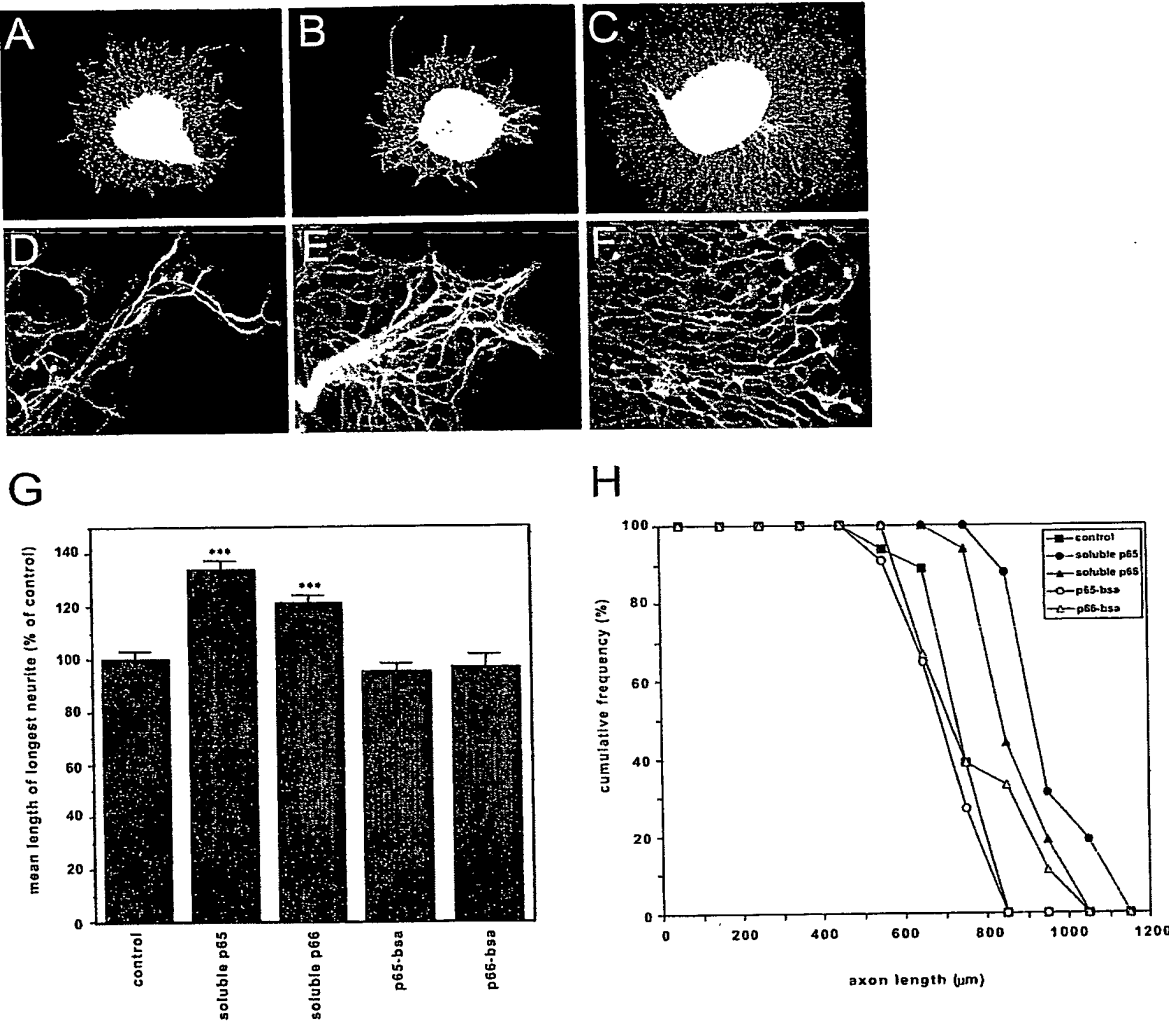 A
B
C
D
E
F
G
mean length of longest neurite (% of control)
140
120
100
80
60
40
20
0
***
***
control
soluble p65
soluble p66
p65-bsa
p66-bsa
H
cumulative frequency (%)
100
80
60
40
20
0
control
soluble p65
soluble p65
p65-bsa
p66-bsa
0
200
400
600
800
1000
1200
axon length (μm)